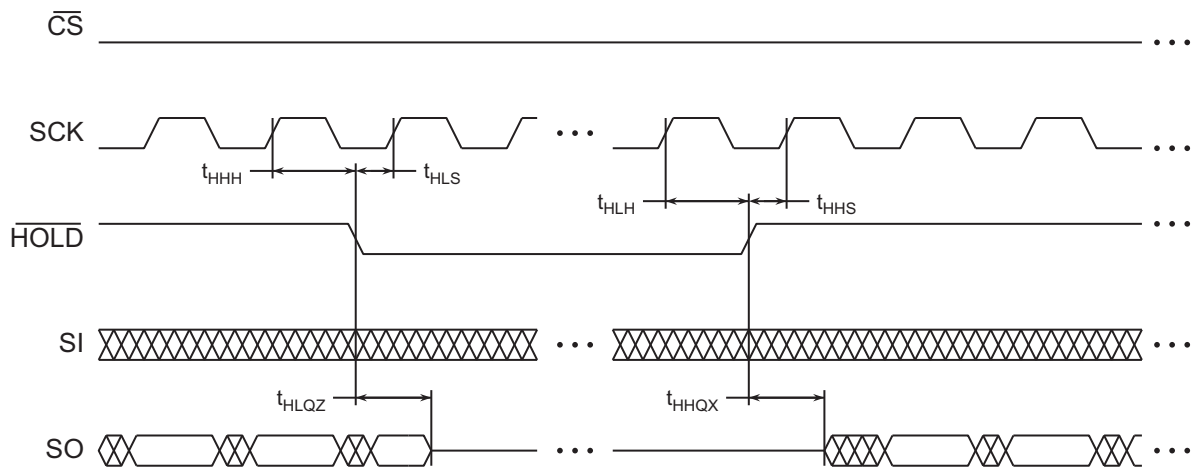 CS
SCK
tHHH
tHLS
tHLH
tHHS
HOLD
SI
tHLQZ
tHHQX
SO